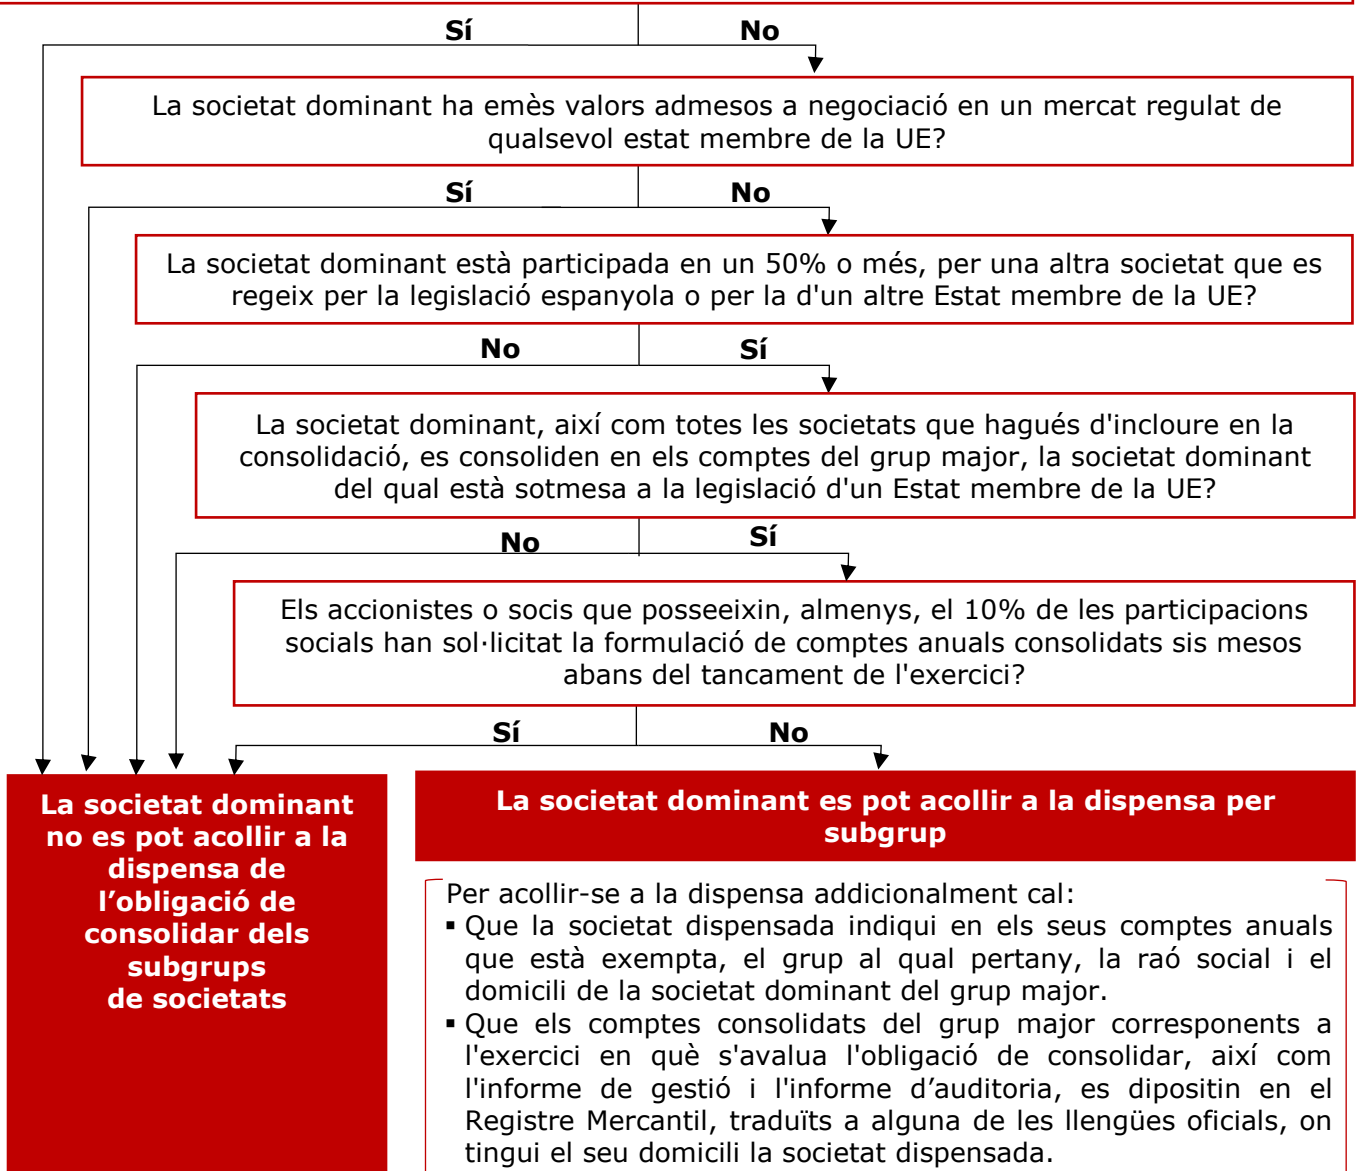 Sí No
La societat dominant ha emès valors admesos a negociació en un mercat regulat de
qualsevol estat membre de la UE?
Sí No
La societat dominant està participada en un 50% o més, per una altra societat que es
regeix per la legislació espanyola o per la d'un altre Estat membre de la UE?
No Sí
La societat dominant, així com totes les societats que hagués d'incloure en la
consolidació, es consoliden en els comptes del grup major, la societat dominant
del qual està sotmesa a la legislació d'un Estat membre de la UE?
No Sí
Els accionistes o socis que posseeixin, almenys, el 10% de les participacions
socials han sol·licitat la formulació de comptes anuals consolidats sis mesos
abans del tancament de l'exercici?
Sí No
La societat dominant
no es pot acollir a la
dispensa de
l’obligació de
consolidar dels
subgrups
de societats
La societat dominant es pot acollir a la dispensa per
subgrup
Per acollir-se a la dispensa addicionalment cal:
▪ Que la societat dispensada indiqui en els seus comptes anuals
que està exempta, el grup al qual pertany, la raó social i el
domicili de la societat dominant del grup major.
▪ Que els comptes consolidats del grup major corresponents a
l'exercici en què s'avalua l'obligació de consolidar, així com
l'informe de gestió i l'informe d’auditoria, es dipositin en el
Registre Mercantil, traduïts a alguna de les llengües oficials, on
tingui el seu domicili la societat dispensada.